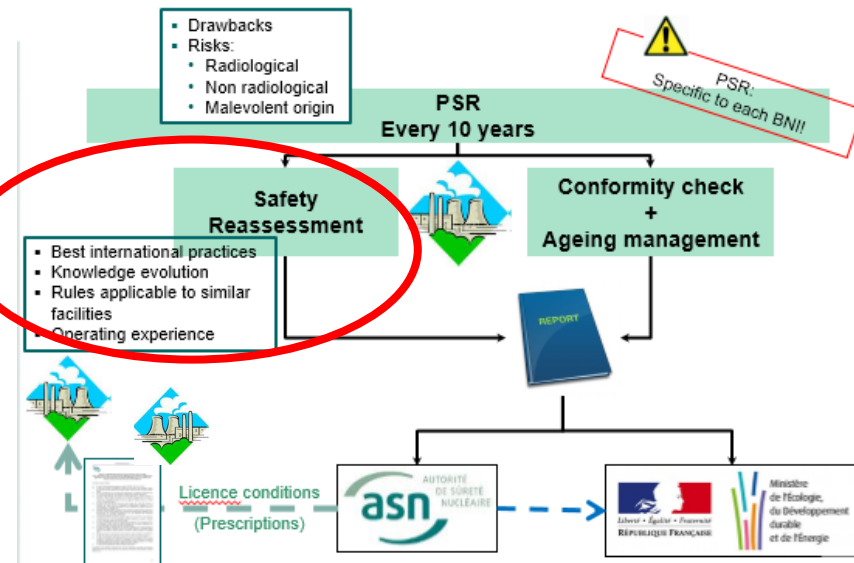 Drawbacks
Risks:
Radiological
Non radiological
Malevolent origin
PSR:
Specific to each BNI!
PSR
Every 10 years
Safety
Reassessment
Conformity check
+
Ageing management
Best international practices
Knowledge evolution
Rules applicable to similar
facilities
Operating experience
REPORT
Licence conditions
(Prescriptions)
asn
AUTORITÉ
DE SÛRETÉ
NUCLÉAIRE
Liberté • Égalité • Fraternité
RÉPUBLIQUE FRANÇAISE
Ministère
de l'Écologie,
du Développement
durable
et de l'Énergie